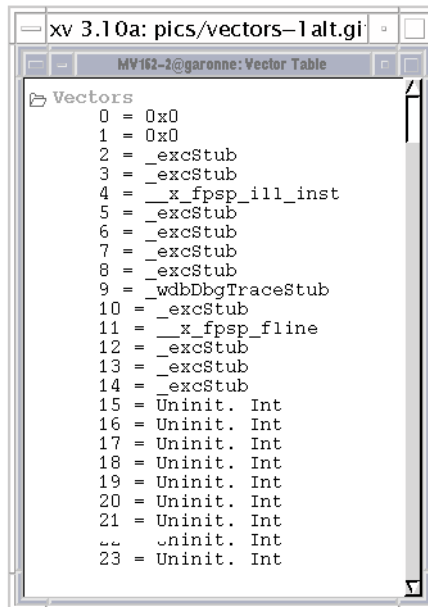 xv 3.10a: pics/vectors-1alt.gi
MV162-2@garonne: Vector Table
Vectors
0 = 0x0
1 = 0x0
2 = _excStub
3 = _excStub
4 = __x_fpsp_ill_inst
5 = _excStub
6 = _excStub
7 = _excStub
8 = _excStub
9 = _wdbDbgTraceStub
10 = _excStub
11 = __x_fpsp_fline
12 = _excStub
13 = _excStub
14 = _excStub
15 = Uninit. Int
16 = Uninit. Int
17 = Uninit. Int
18 = Uninit. Int
19 = Uninit. Int
20 = Uninit. Int
21 = Uninit. Int
Int
23 = Uninit. Int